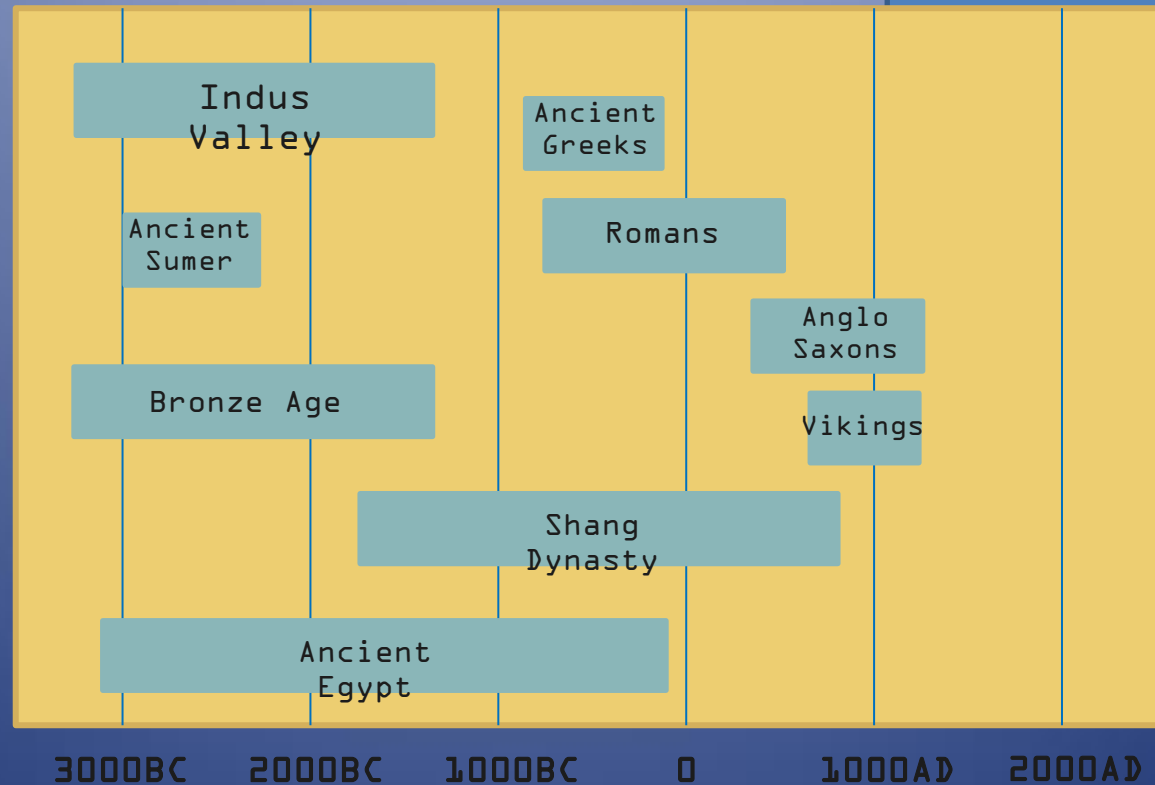 Indus
Valley
Ancient
Greeks
Ancient
Sumer
Romans
Anglo
Saxons
Bronze Age
Vikings
Shang
Dynasty
Ancient
Egypt
3000BC 2000BC 1000BC 0 1000AD 2000AD